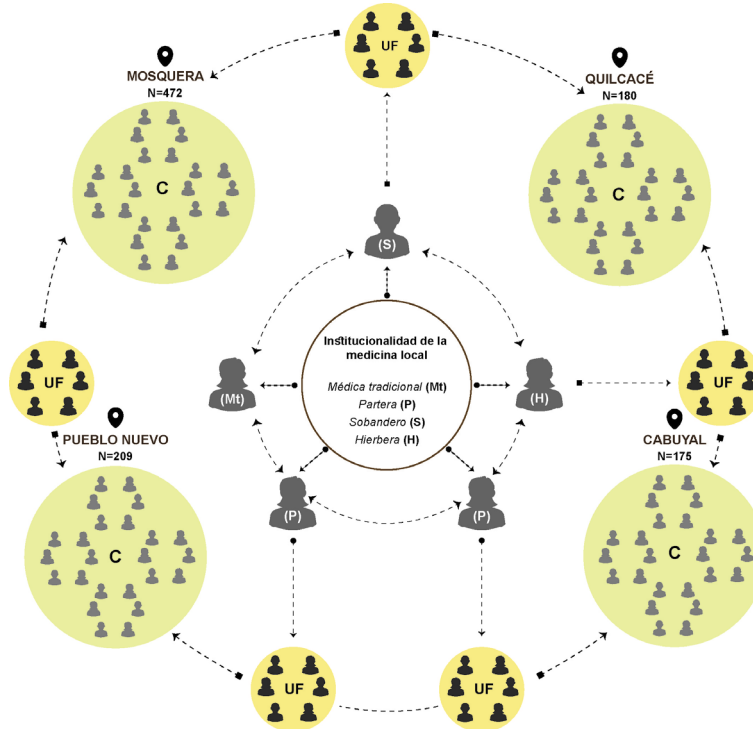 UF
MOSQUERA
N=472
QUILCACÉ
N=180
C
C
(S)
Institucionalidad de la
medicina local
Médica tradicional (Mt)
Partera (P)
Sobandero (S)
Hierbera (H)
(Mt)
(H)
UF
UF
PUEBLO NUEVO
N=209
CABUYAL
N=175
(P)
(P)
C
C
UF
UF